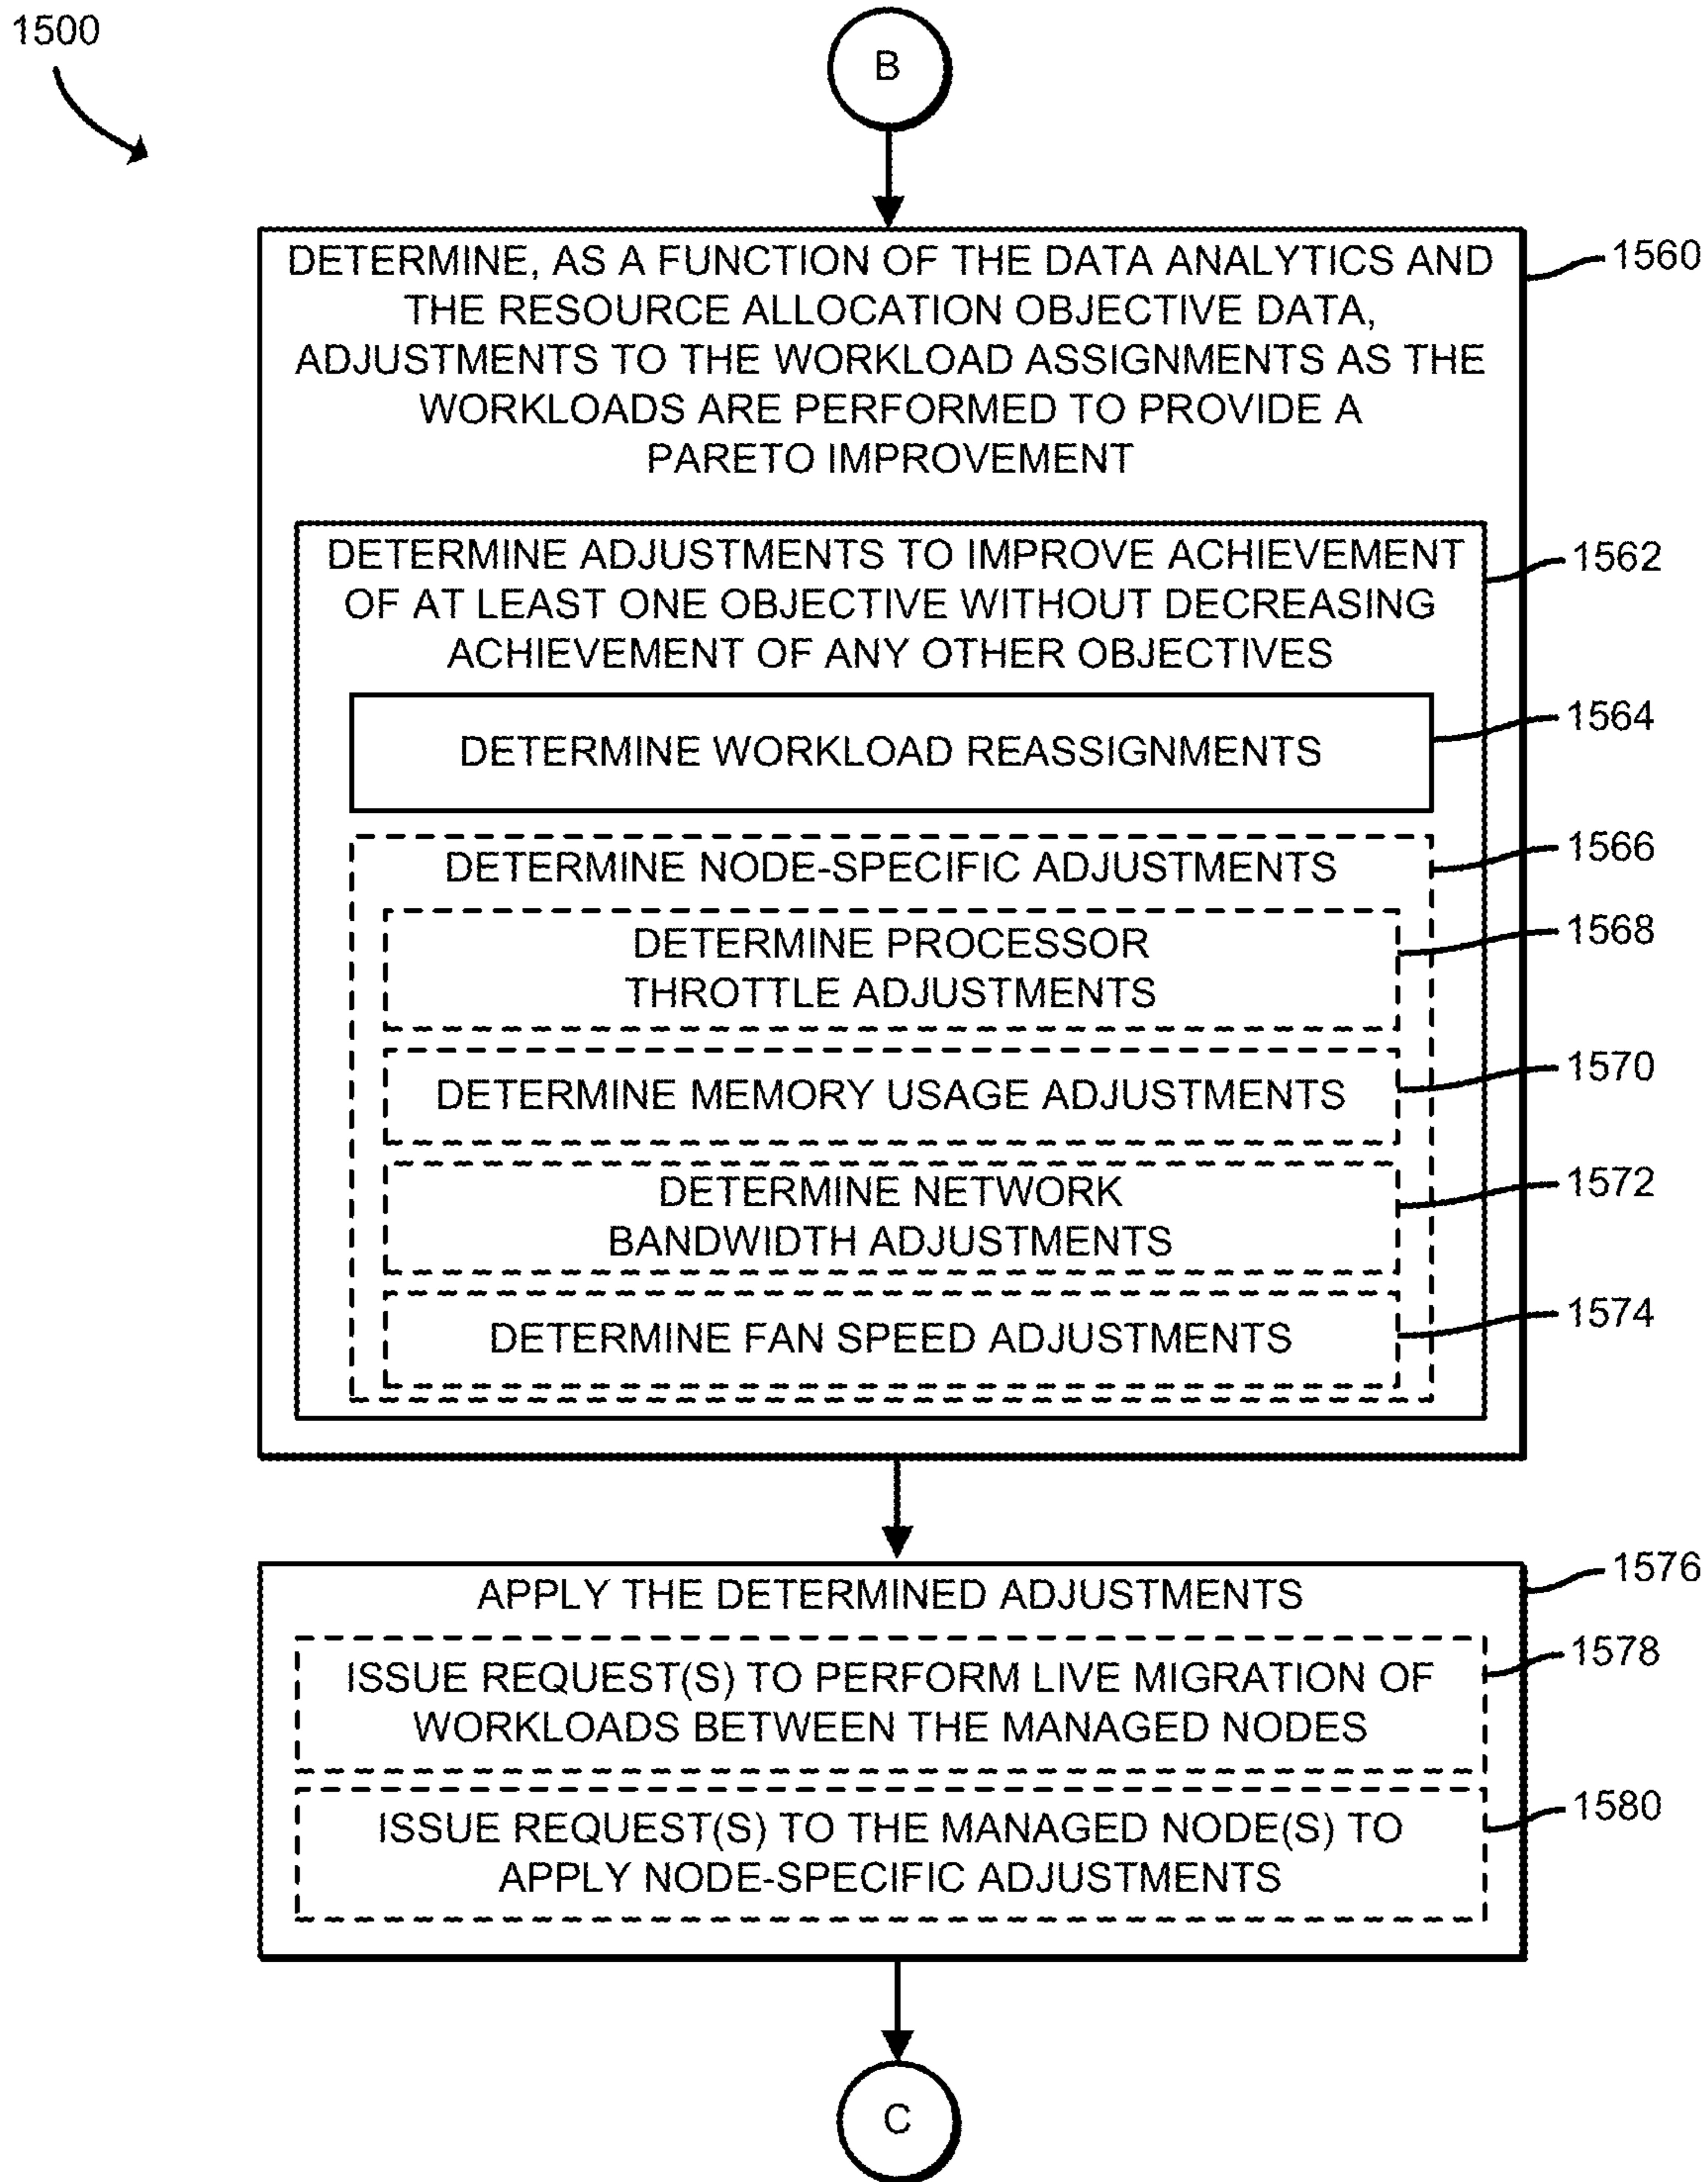 1500
B
DETERMINE, AS A FUNCTION OF THE DATA ANALYTICS AND
THE RESOURCE ALLOCATION OBJECTIVE DATA,
ADJUSTMENTS TO THE WORKLOAD ASSIGNMENTS AS THE
WORKLOADS ARE PERFORMED TO PROVIDE A
PARETO IMPROVEMENT
1560
DETERMINE ADJUSTMENTS TO IMPROVE ACHIEVEMENT
OF AT LEAST ONE OBJECTIVE WITHOUT DECREASING
ACHIEVEMENT OF ANY OTHER OBJECTIVES
1562
DETERMINE WORKLOAD REASSIGNMENTS
1564
DETERMINE NODE-SPECIFIC ADJUSTMENTS
1566
DETERMINE PROCESSOR
THROTTLE ADJUSTMENTS
1568
DETERMINE MEMORY USAGE ADJUSTMENTS
1570
DETERMINE NETWORK
BANDWIDTH ADJUSTMENTS
1572
DETERMINE FAN SPEED ADJUSTMENTS
1574
APPLY THE DETERMINED ADJUSTMENTS
1576
ISSUE REQUEST(S) TO PERFORM LIVE MIGRATION OF
WORKLOADS BETWEEN THE MANAGED NODES
1578
ISSUE REQUEST(S) TO THE MANAGED NODE(S) TO
APPLY NODE-SPECIFIC ADJUSTMENTS
1580
C